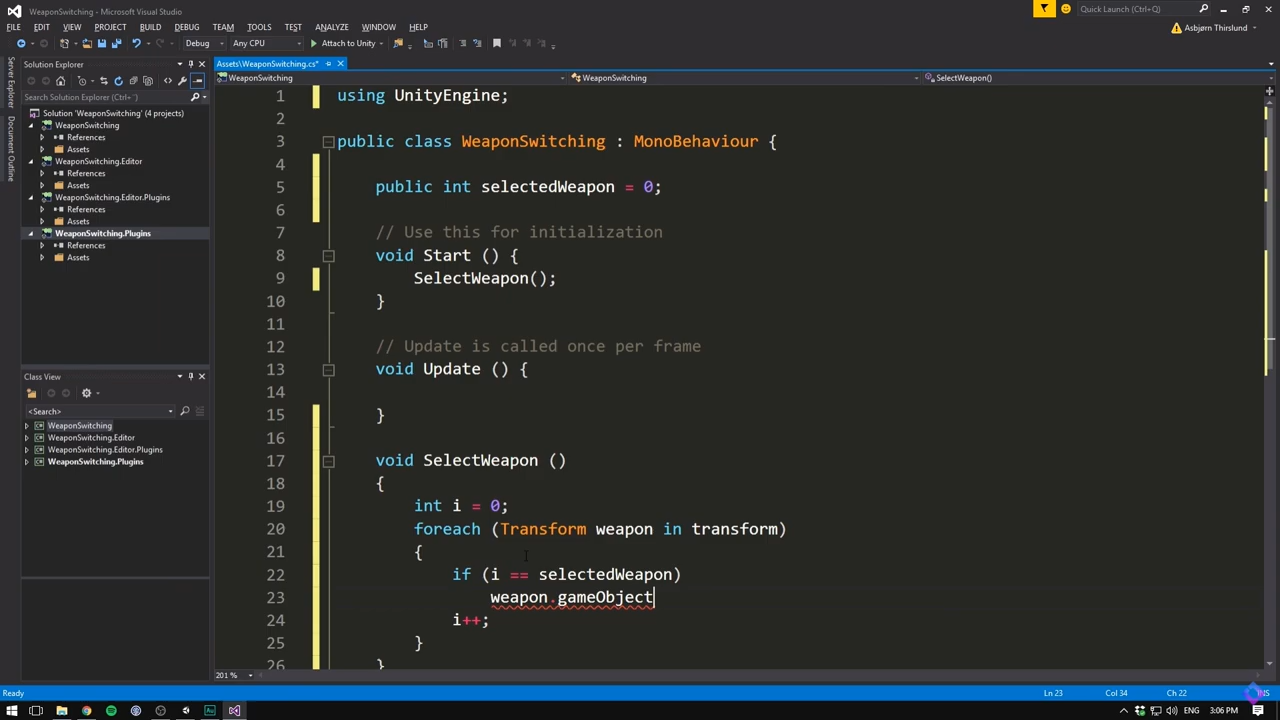 WeaponSwitching - Microsoft Visual Studio
Quick Launch (Ctrl+Q)
FILE EDIT VIEW PROJECT BUILD DEBUG TEAM TOOLS TEST ANALYZE WINDOW HELP
Asbjørn Thirslund
Debug Any CPU Attach to Unity
Server Explorer
Document Outline
Solution Explorer
Search Solution Explorer (Ctrl+ )
Solution 'WeaponSwitching' (4 projects)
WeaponSwitching
References
Assets
WeaponSwitching.Editor
References
Assets
WeaponSwitching.Editor.Plugins
References
Assets
WeaponSwitching.Plugins
References
Assets
Class View
<Search>
WeaponSwitching
WeaponSwitching.Editor
WeaponSwitching.Editor.Plugins
WeaponSwitching.Plugins
Assets\WeaponSwitching.cs*
WeaponSwitching WeaponSwitching SelectWeapon()
1 using UnityEngine;
2
3 public class WeaponSwitching : MonoBehaviour {
4
5 public int selectedWeapon = 0;
6
7 // Use this for initialization
8 void Start () {
9 SelectWeapon();
10 }
11
12 // Update is called once per frame
13 void Update () {
14
15 }
16
17 void SelectWeapon ()
18 {
19 int i = 0;
20 foreach (Transform weapon in transform)
21 {
22 if (i == selectedWeapon)
23 weapon.gameObject
24 i++;
25 }
26 }
201 %
Ready Ln 23 Col 34 Ch 22 INS
ENG 3:06 PM